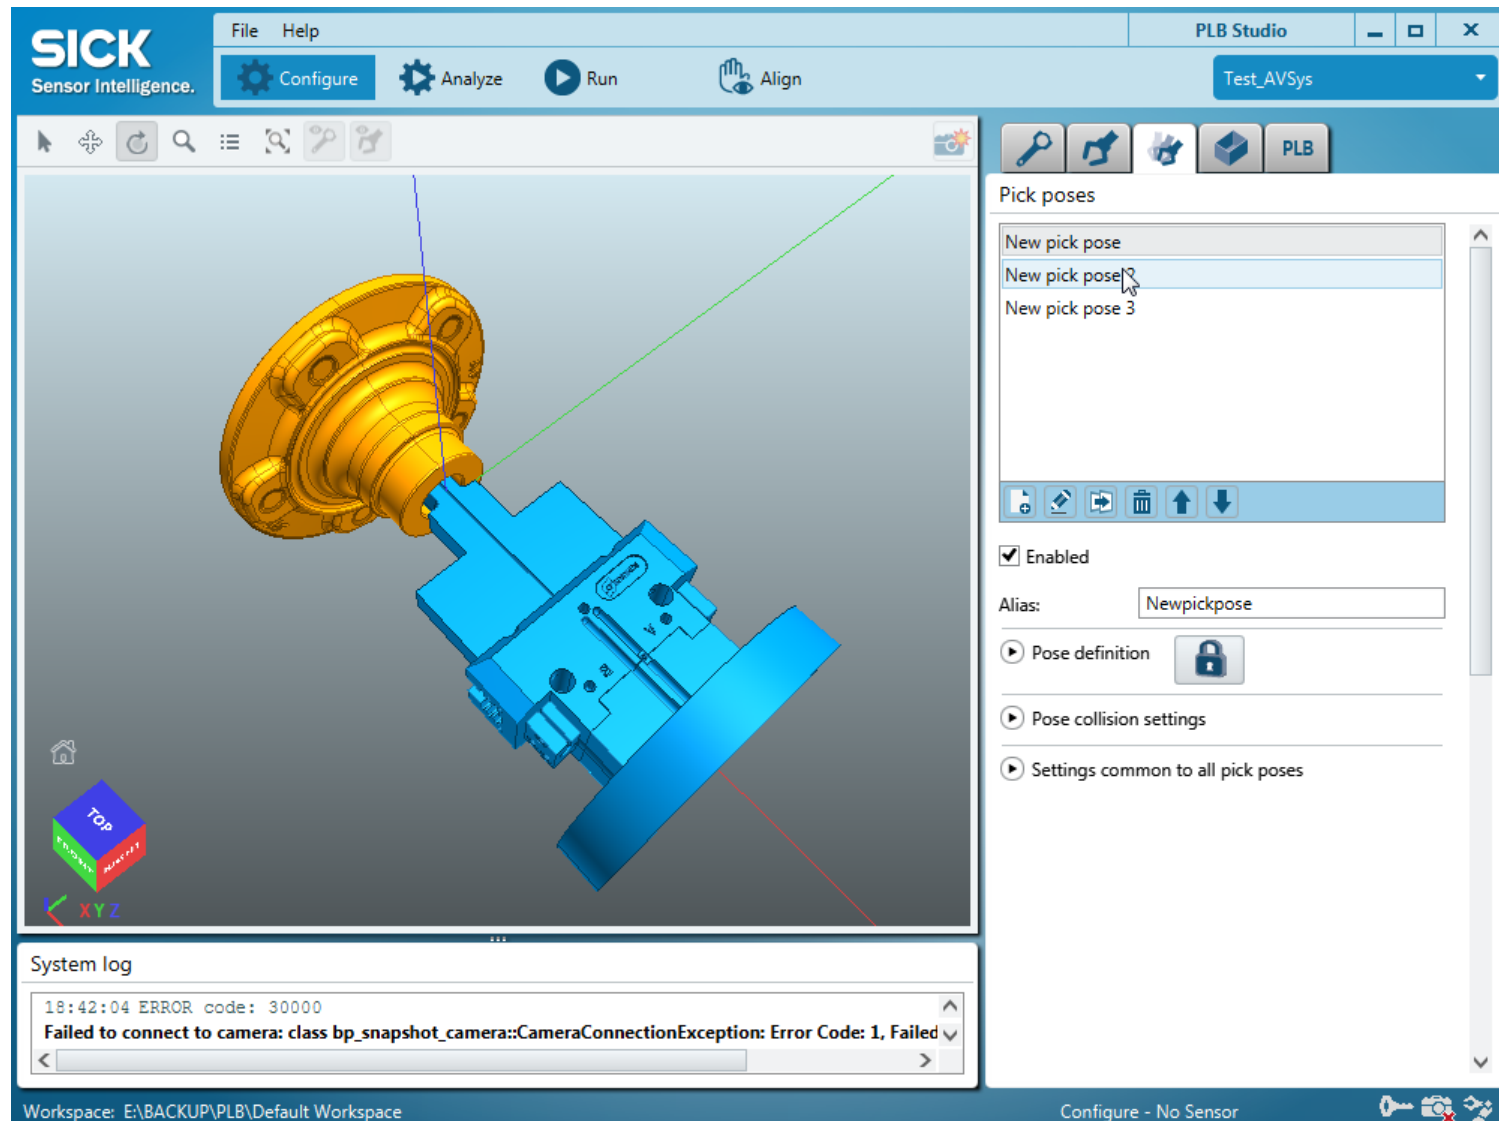 SICK
Sensor Intelligence.
File Help
PLB Studio
Configure
Analyze
Run
Align
Test_AVSys
PLB
Pick poses
New pick pose
New pick pose 2
New pick pose 3
Enabled
Alias: Newpickpose
Pose definition
Pose collision settings
Settings common to all pick poses
TOP
X Y Z
System log
18:42:04 ERROR code: 30000
Failed to connect to camera: class bp_snapshot_camera::CameraConnectionException: Error Code: 1, Failed
Workspace: E:\BACKUP\PLB\Default Workspace
Configure - No Sensor